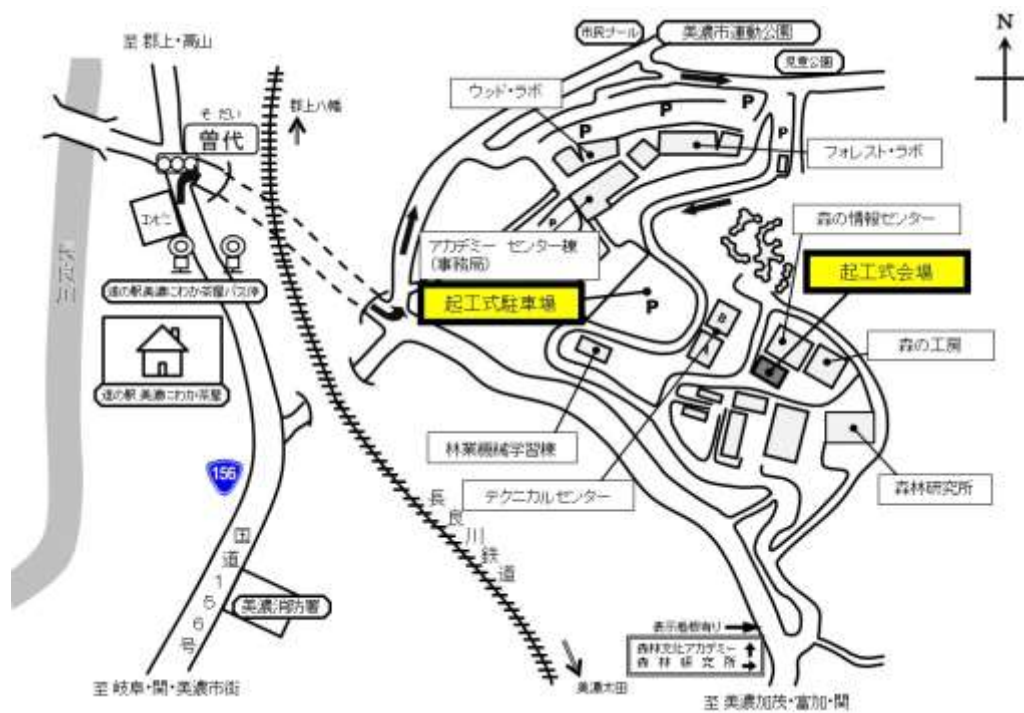 至 郡上・高山
そ だい
曽代
コンビニ
道の駅美濃にわか茶屋バス停
道の駅 美濃にわか茶屋
156
国道156号
美濃消防署
至 岐阜・関・美濃市街
郡上八幡
長良川鉄道
美濃太田
市民プール
美濃市運動公園
N
ウッド・ラボ
P
P
P
P
P
フォレスト・ラボ
アカデミー センター棟
(事務局)
森の情報センター
起工式会場
起工式駐車場
P
B
A
森の工房
林業機械学習棟
テクニカルセンター
森林研究所
表示看板有り
森林文化アカデミー
森林研究所
至 美濃加茂・富加・関